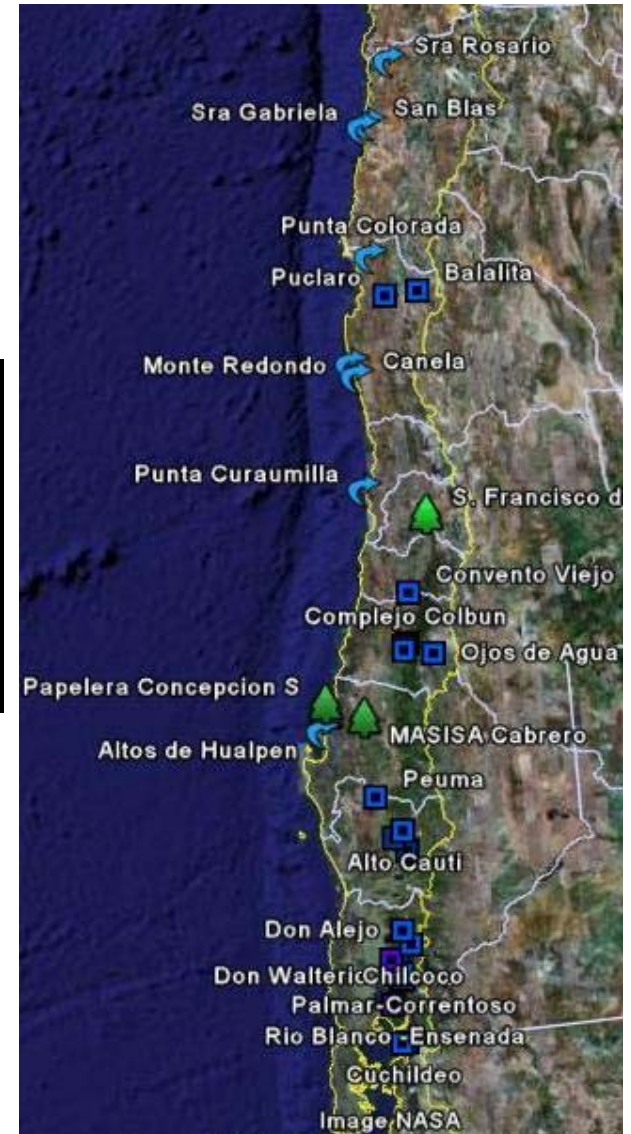 Sra Rosario
Sra Gabriela
San Blas
Punta Colorada
Puclaro
Balalita
Monte Redondo
Canela
Punta Curaumilla
S. Francisco d
Convento Viejo
Complejo Colbun
Ojos de Agua
Papelera Concepcion S
MASISA Cabrero
Altos de Hualpen
Peuma
Alto Cauti
Don Alejo
Don Walteric
Chilcoco
Palmar-Correntoso
Rio Blanco -Ensenada
Cuchildeo
Image NASA